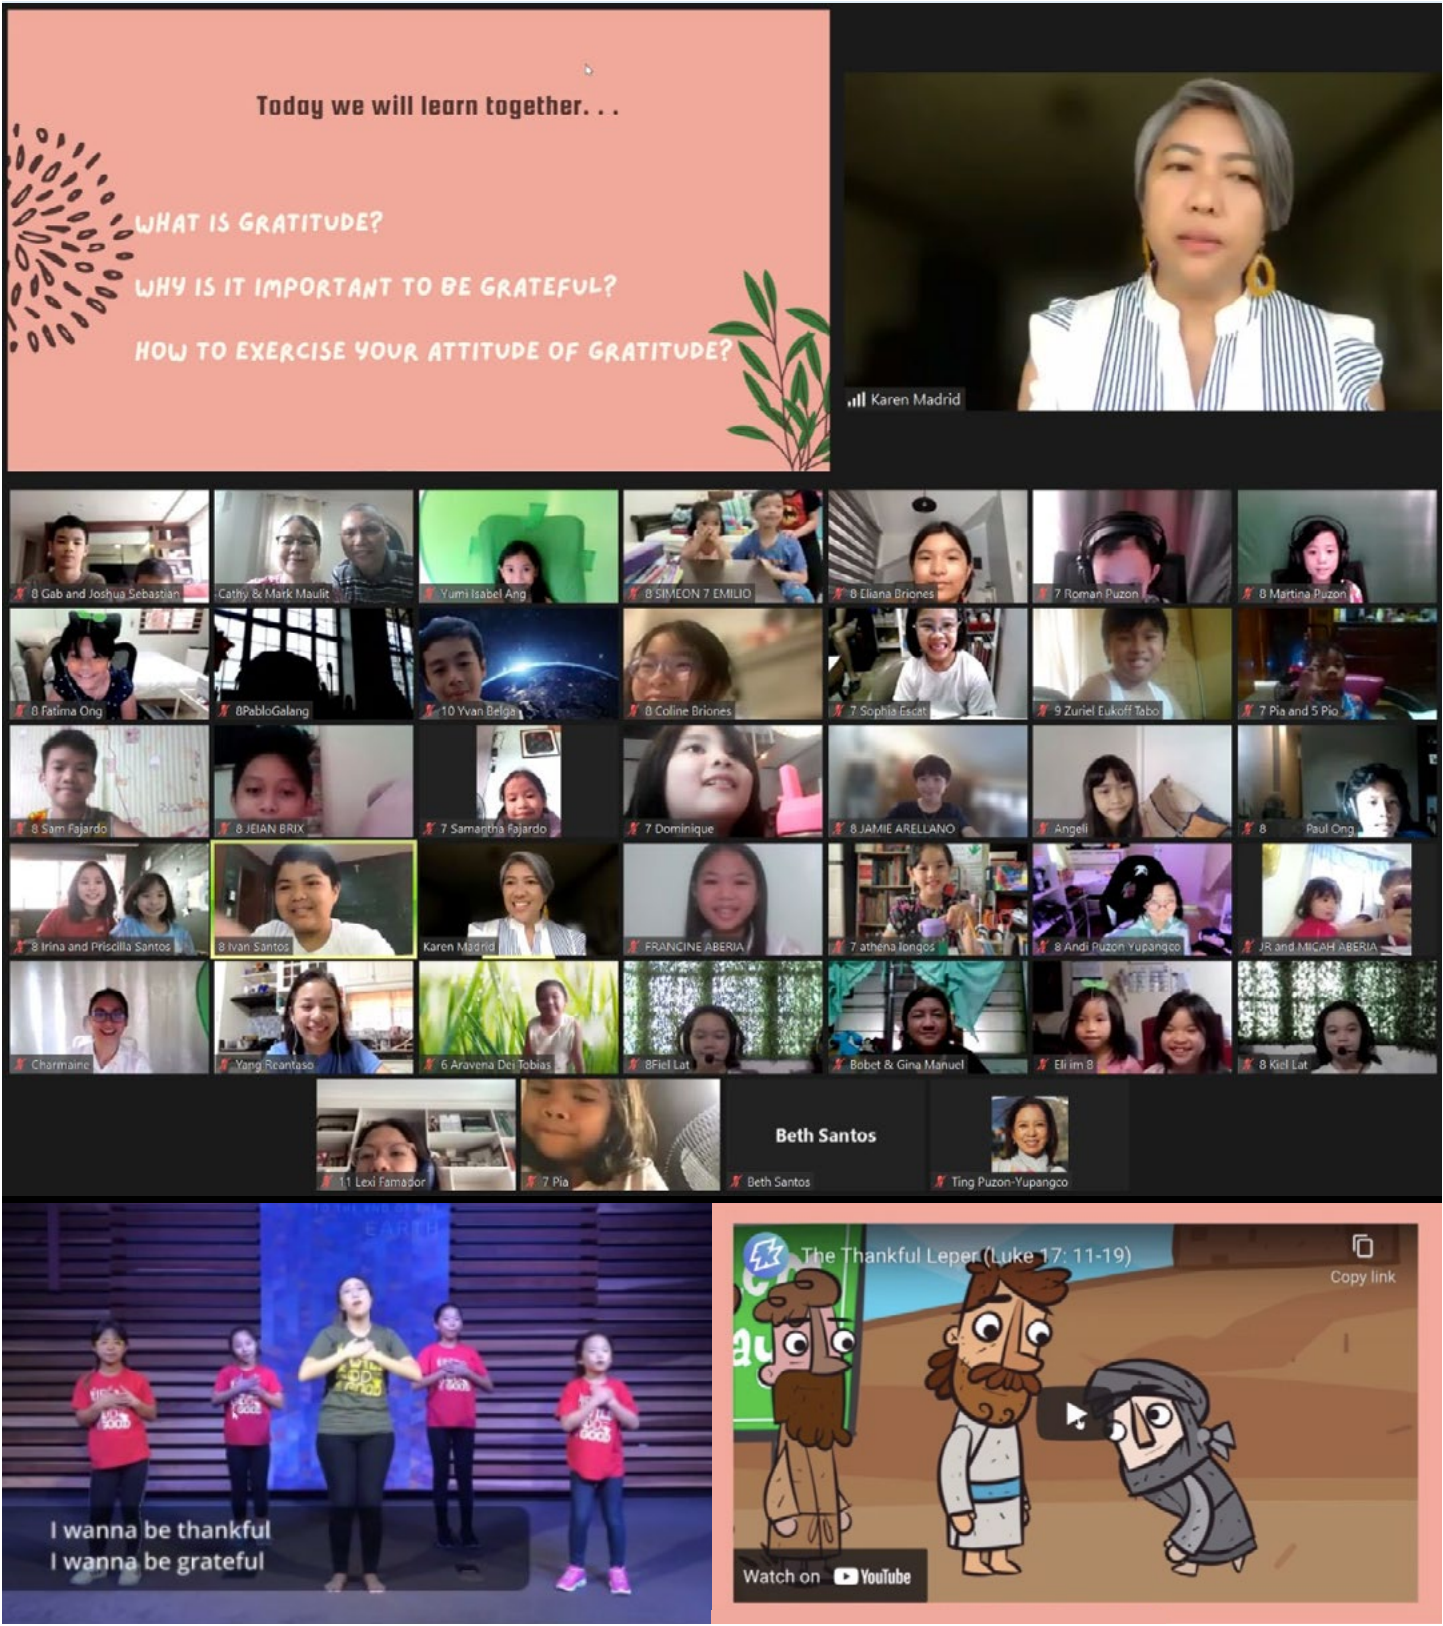 Today we will learn together. . .
WHAT IS GRATITUDE?
WHY IS IT IMPORTANT TO BE GRATEFUL?
HOW TO EXERCISE YOUR ATTITUDE OF GRATITUDE?
Karen Madrid
8 Gab and Joshua Sebastian
Cathy & Mark Maulit
Yumi Isabel Ang
8 SIMEON 7 EMILIO
8 Eliana Briones
7 Roman Puzon
8 Martina Puzon
8 Fatima Ong
8PabloGalang
10 Yvan Belga
8 Coline Briones
7 Sophia Escat
9 Zuriel Eukoff Tabo
7 Pia and 5 Pio
8 Sam Fajardo
8 JEIAN BRIX
7 Samantha Fajardo
7 Dominique
8 JAMIE ARELLANO
Angeli
8 Paul Ong
8 Irina and Priscilla Santos
8 Ivan Santos
Karen Madrid
FRANCINE ABERIA
7 athena longos
8 Andi Puzon Yupangco
JR and MICAH ABERIA
Charmaine
Yang Reantaso
6 Aravena Dei Tobias
8Fiel Lat
Bobet & Gina Manuel
Eli im 8
8 Kiel Lat
11 Lexi Famador
7 Pia
Beth Santos
Beth Santos
Ting Puzon-Yupangco
TO THE END OF THE
EARTH
I wanna be thankful
I wanna be grateful
The Thankful Leper (Luke 17: 11-19)
Copy link
Watch on YouTube